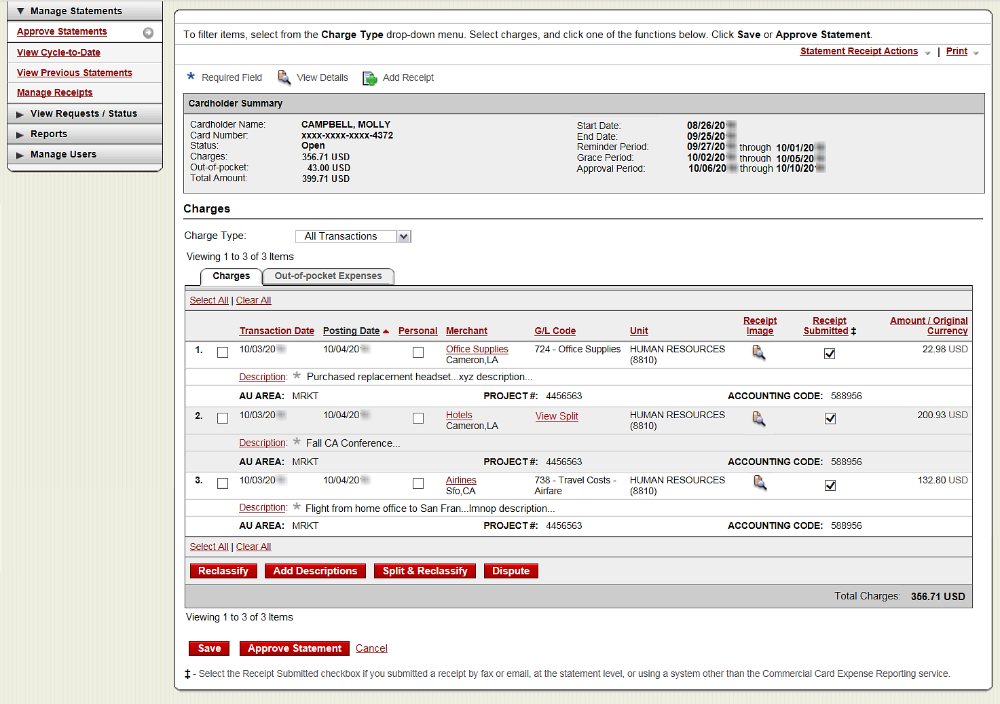 Manage Statements
Approve Statements
View Cycle-to-Date
View Previous Statements
Manage Receipts
View Requests / Status
Reports
Manage Users
To filter items, select from the Charge Type drop-down menu. Select charges, and click one of the functions below. Click Save or Approve Statement.
Statement Receipt Actions | Print
* Required Field View Details Add Receipt
Cardholder Summary
Cardholder Name: CAMPBELL, MOLLY
Card Number: xxxx-xxxx-xxxx-4372
Status: Open
Charges: 356.71 USD
Out-of-pocket: 43.00 USD
Total Amount: 399.71 USD
Start Date: 08/26/20
End Date: 09/25/20
Reminder Period: 09/27/20 through 10/01/20
Grace Period: 10/02/20 through 10/05/20
Approval Period: 10/06/20 through 10/10/20
Charges
Charge Type: All Transactions
Viewing 1 to 3 of 3 Items
Charges Out-of-pocket Expenses
Select All | Clear All
Transaction Date Posting Date Personal Merchant G/L Code Unit Receipt Image Receipt Submitted ‡ Amount / Original Currency
1. 10/03/20 10/04/20 Office Supplies 724 - Office Supplies HUMAN RESOURCES 22.98 USD
Cameron,LA (8810)
Description: * Purchased replacement headset...xyz description...
AU AREA: MRKT PROJECT #: 4456563 ACCOUNTING CODE: 588956
2. 10/03/20 10/04/20 Hotels View Split HUMAN RESOURCES 200.93 USD
Cameron,LA (8810)
Description: * Fall CA Conference...
AU AREA: MRKT PROJECT #: 4456563 ACCOUNTING CODE: 588956
3. 10/03/20 10/04/20 Airlines 738 - Travel Costs - HUMAN RESOURCES 132.80 USD
Sfo,CA Airfare (8810)
Description: * Flight from home office to San Fran...lmnop description...
AU AREA: MRKT PROJECT #: 4456563 ACCOUNTING CODE: 588956
Select All | Clear All
Reclassify Add Descriptions Split & Reclassify Dispute
Total Charges: 356.71 USD
Viewing 1 to 3 of 3 Items
Save Approve Statement Cancel
‡ - Select the Receipt Submitted checkbox if you submitted a receipt by fax or email, at the statement level, or using a system other than the Commercial Card Expense Reporting service.